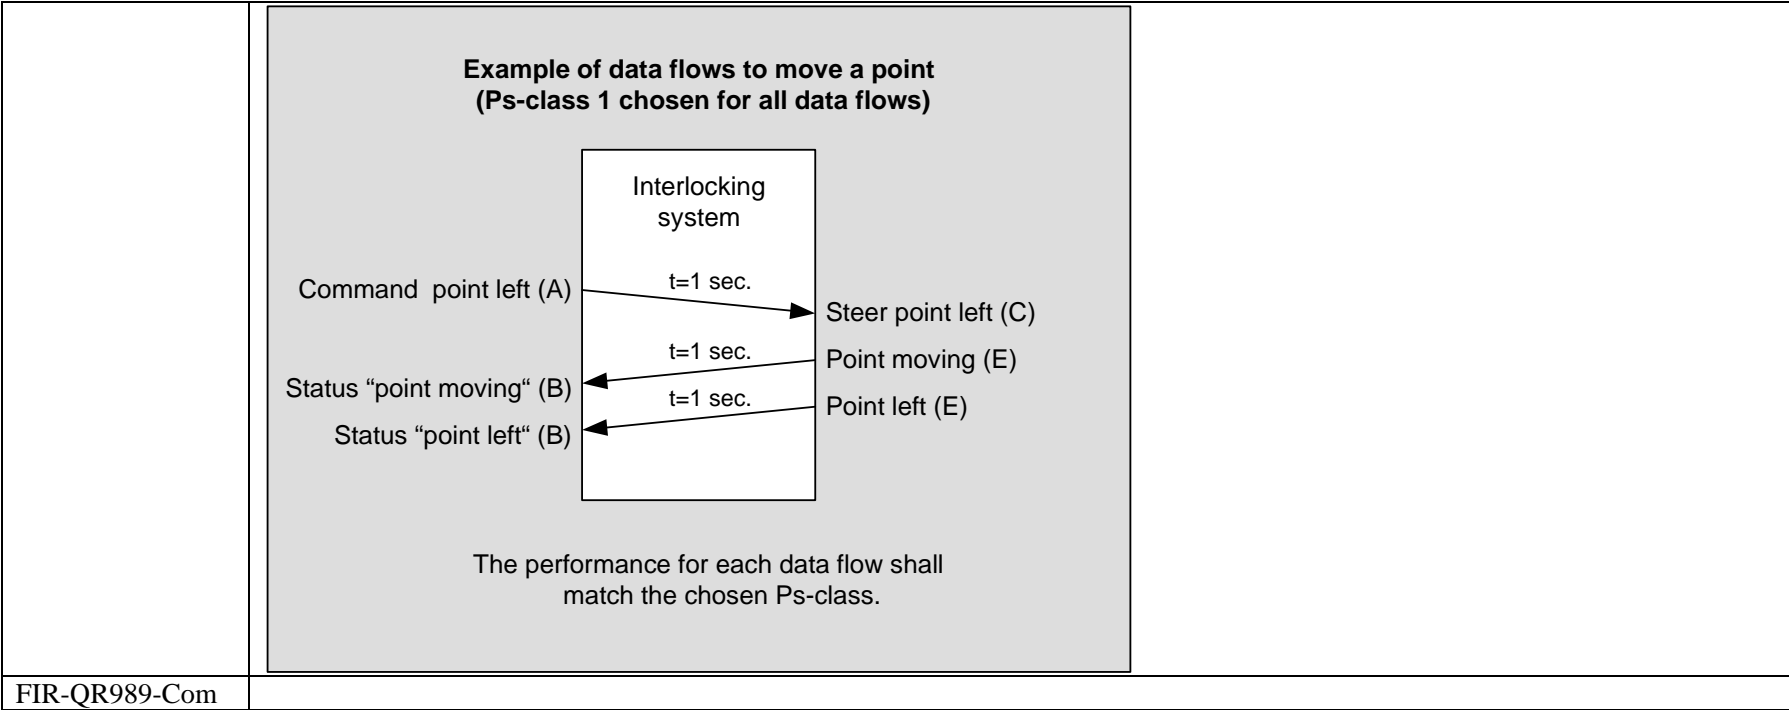 Example of data flows to move a point
(Ps-class 1 chosen for all data flows)
Interlocking
system
Command  point left (A)
t=1 sec.
Steer point left (C)
t=1 sec.
Point moving (E)
Status “point moving“ (B)
t=1 sec.
Point left (E)
Status “point left“ (B)
The performance for each data flow shall
match the chosen Ps-class.
FIR-QR989-Com